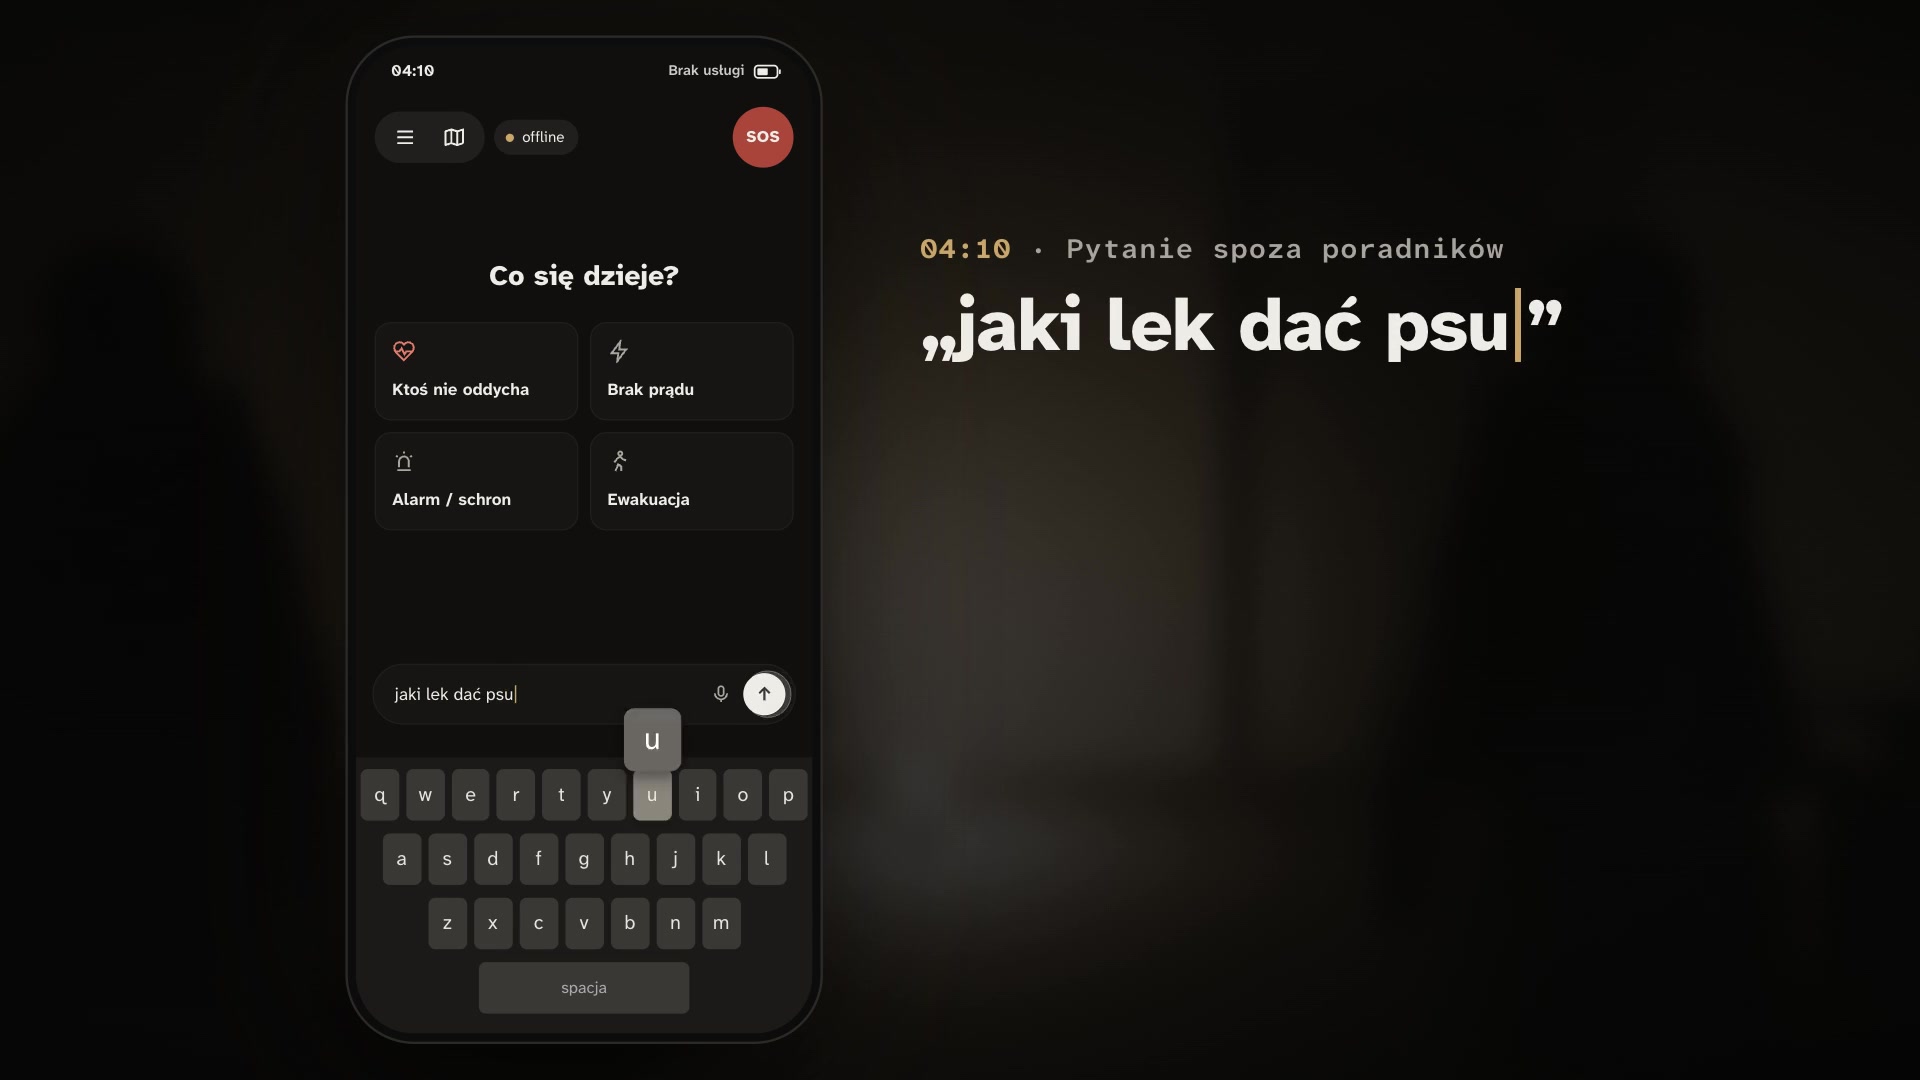 04:10 Brak usługi
offline
SOS
Co się dzieje?
Ktoś nie oddycha
Brak prądu
Alarm / schron
Ewakuacja
jaki lek dać psu
u
q w e r t y u i o p
a s d f g h j k l
z x c v b n m
spacja
04:10 · Pytanie spoza poradników
„jaki lek dać psu”